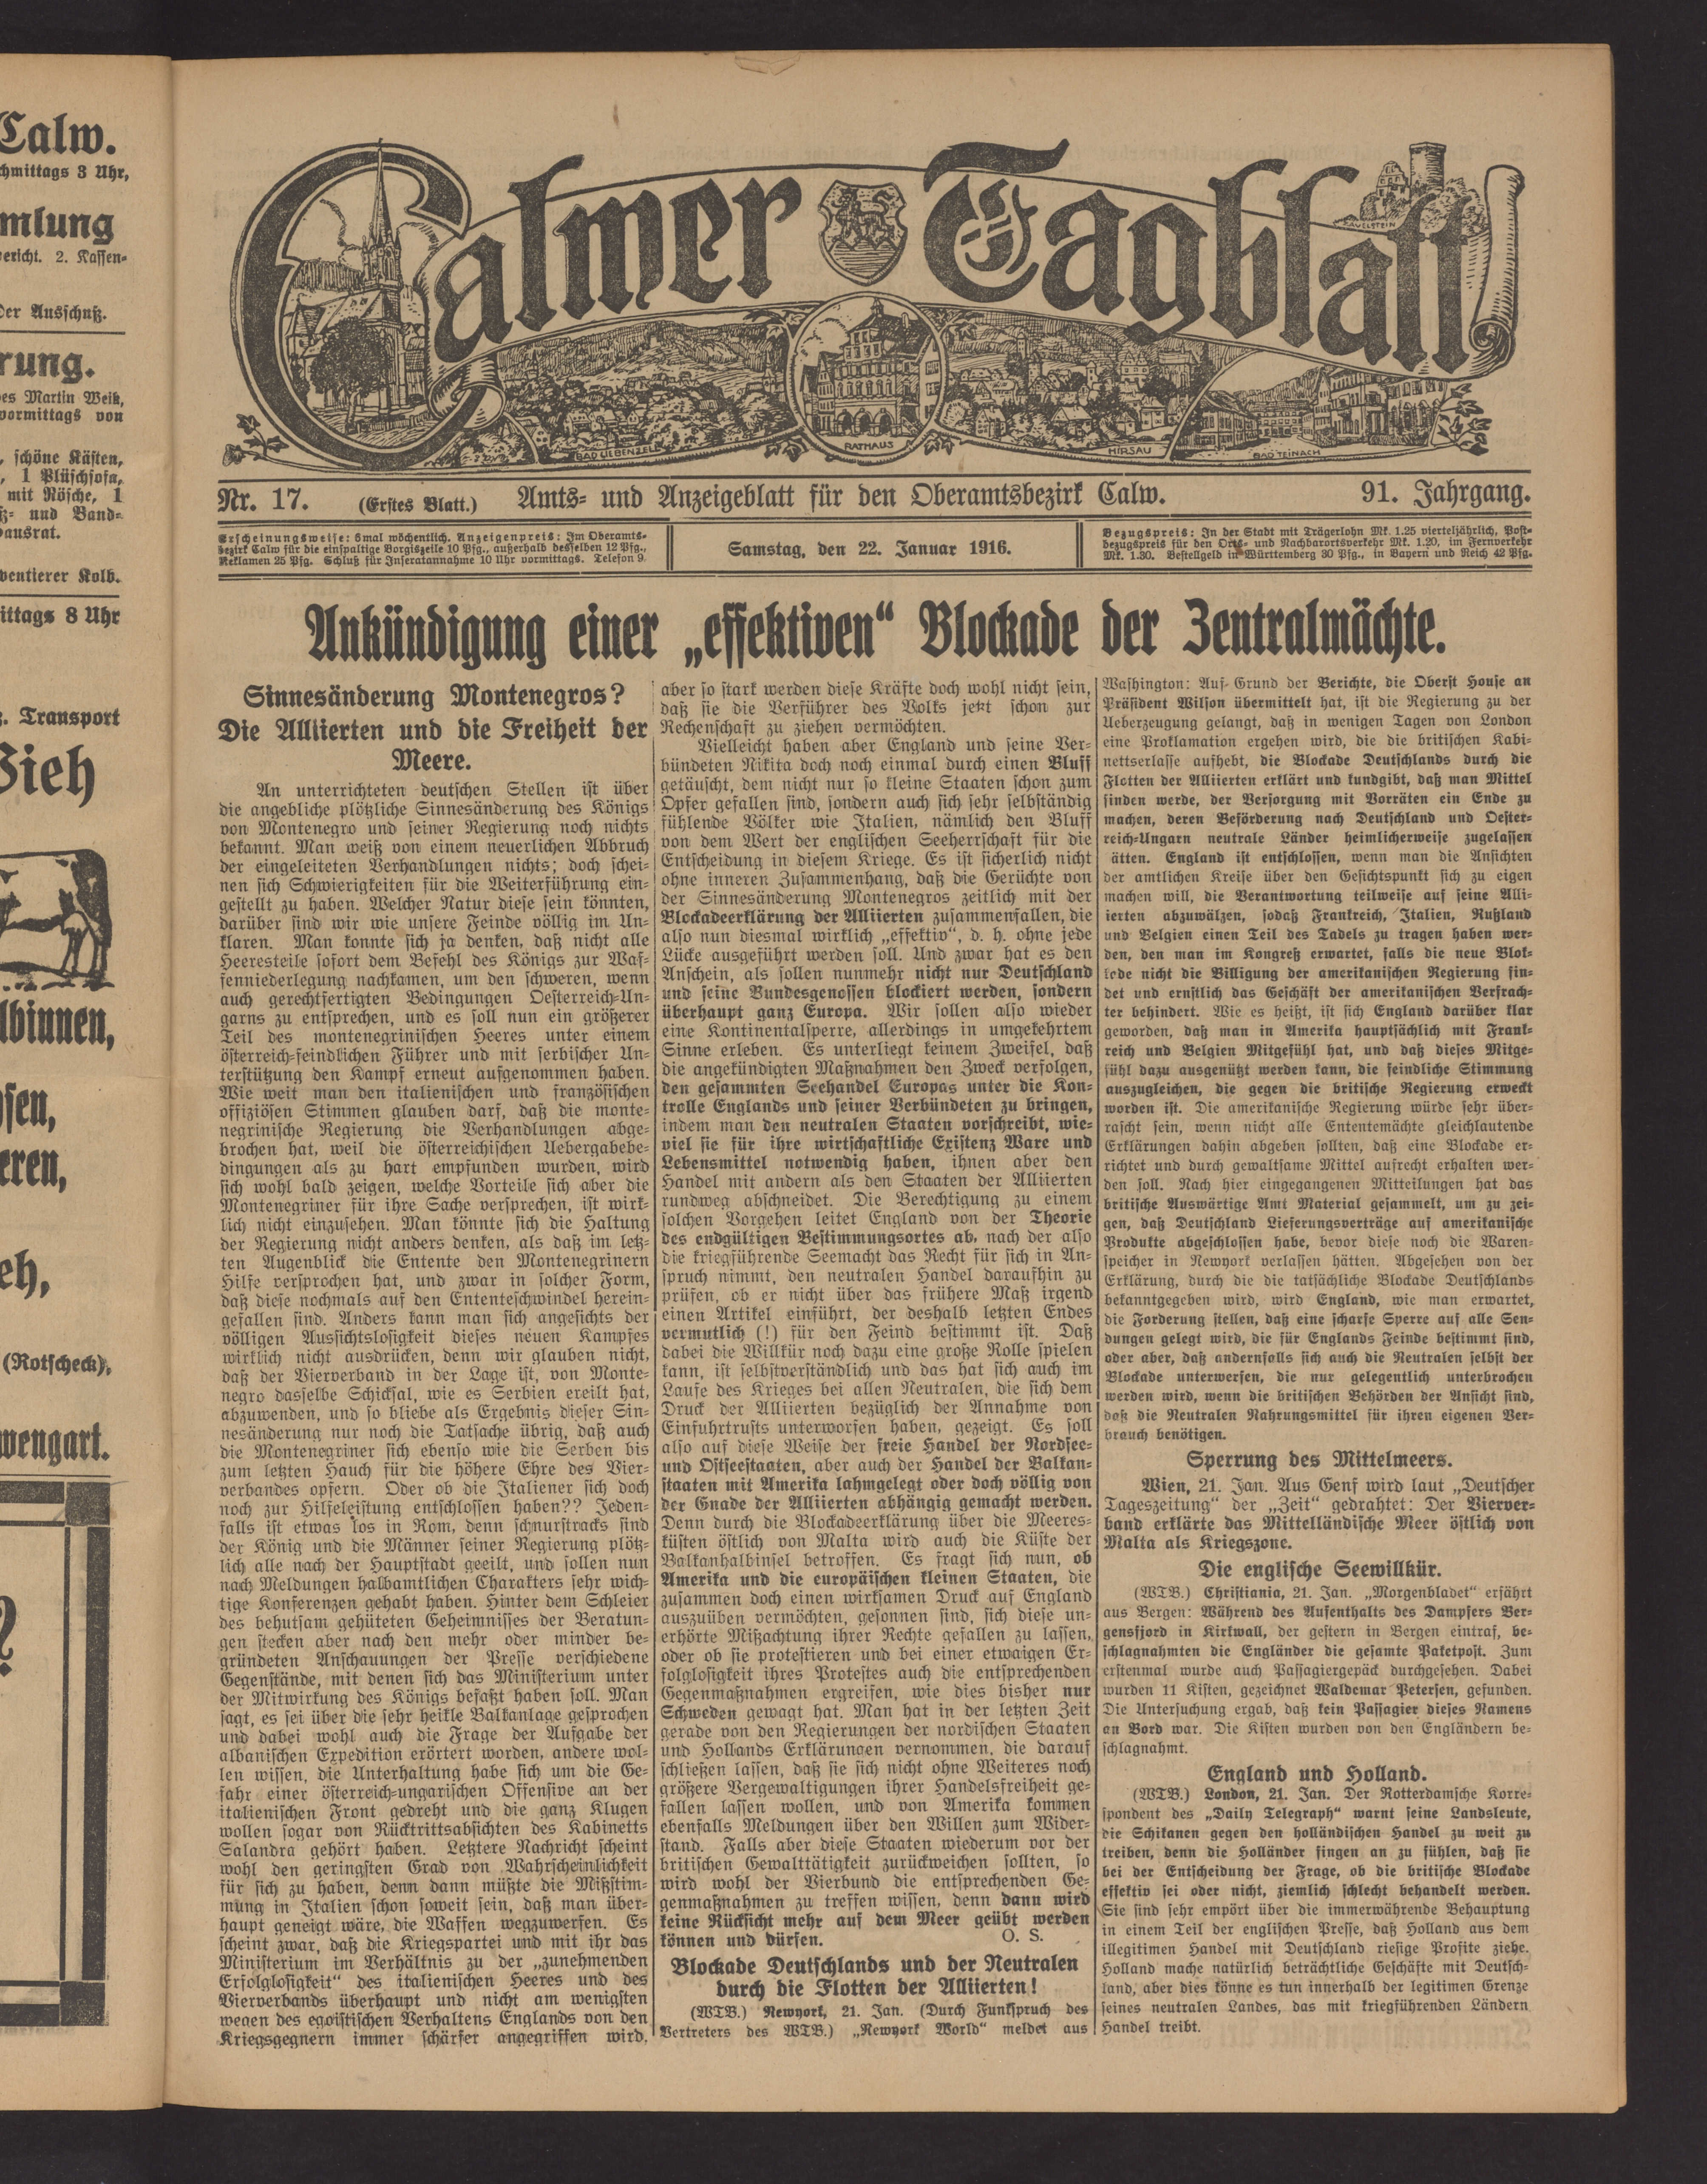 Calw.
chmittags 3 Uhr,
mlung
ericht. 2. Kassen-
Der Ausschuß.
rung.
es Martin Weiß,
vormittags von
, schöne Kästen,
, 1 Plüschsofa,
mit Rösche, 1
ß- und Band-
hausrat.
ventierer Kolb.
ittags 8 Uhr
z. Transport
Vieh
lbinnen,
eh,
(Rotscheck),
wengart.
Calwer Tagblatt
ZAVELSTEIN
BAD LIEBENZELL
RATHAUS
HIRSAU
BAD TEINACH
Nr. 17. (Erstes Blatt.) Amts- und Anzeigeblatt für den Oberamtsbezirk Calw. 91. Jahrgang.
Erscheinungsweise: 6mal wöchentlich. Anzeigenpreis: Im Oberamts-
bezirk Calw für die einspaltige Borgiszeile 10 Pfg., außerhalb desselben 12 Pfg.,
Reklamen 25 Pfg. Schluß für Inseratannahme 10 Uhr vormittags. Telefon 9.
Samstag, den 22. Januar 1916.
Bezugspreis: In der Stadt mit Trägerlohn Mk. 1.25 vierteljährlich, Post-
bezugspreis für den Orts- und Nachbarortsverkehr Mk. 1.20, im Fernverkehr
Mk. 1.30. Bestellgeld in Württemberg 30 Pfg., in Bayern und Reich 42 Pfg.
Ankündigung einer „effektiven“ Blockade der Zentralmächte.
Sinnesänderung Montenegros?
Die Alliierten und die Freiheit der
Meere.
An unterrichteten deutschen Stellen ist über
die angebliche plötzliche Sinnesänderung des Königs
von Montenegro und seiner Regierung noch nichts
bekannt. Man weiß von einem neuerlichen Abbruch
der eingeleiteten Verhandlungen nichts; doch schei-
nen sich Schwierigkeiten für die Weiterführung ein-
gestellt zu haben. Welcher Natur diese sein könnten,
darüber sind wir wie unsere Feinde völlig im Un-
klaren. Man konnte sich ja denken, daß nicht alle
Heeresteile sofort dem Befehl des Königs zur Waf-
fenniederlegung nachkamen, um den schweren, wenn
auch gerechtfertigten Bedingungen Oesterreich-Un-
garns zu entsprechen, und es soll nun ein größerer
Teil des montenegrinischen Heeres unter einem
österreich-feindlichen Führer und mit serbischer Un-
terstützung den Kampf erneut aufgenommen haben.
Wie weit man den italienischen und französischen
offiziösen Stimmen glauben darf, daß die monte-
negrinische Regierung die Verhandlungen abge-
brochen hat, weil die österreichischen Uebergabebe-
dingungen als zu hart empfunden wurden, wird
sich wohl bald zeigen, welche Vorteile sich aber die
Montenegriner für ihre Sache versprechen, ist wirk-
lich nicht einzusehen. Man könnte sich die Haltung
der Regierung nicht anders denken, als daß im letz-
ten Augenblick die Entente den Montenegrinern
Hilfe versprochen hat, und zwar in solcher Form,
daß diese nochmals auf den Ententeschwindel herein-
gefallen sind. Anders kann man sich angesichts der
völligen Aussichtslosigkeit dieses neuen Kampfes
wirklich nicht ausdrücken, denn wir glauben nicht,
daß der Vierverband in der Lage ist, von Monte-
negro dasselbe Schicksal, wie es Serbien ereilt hat,
abzuwenden, und so bliebe als Ergebnis dieser Sin-
nesänderung nur noch die Tatsache übrig, daß auch
die Montenegriner sich ebenso wie die Serben bis
zum letzten Hauch für die höhere Ehre des Vier-
verbandes opfern. Oder ob die Italiener sich doch
noch zur Hilfeleistung entschlossen haben?? Jeden-
falls ist etwas los in Rom, denn schnurstracks sind
der König und die Männer seiner Regierung plötz-
lich alle nach der Hauptstadt geeilt, und sollen nun
nach Meldungen halbamtlichen Charakters sehr wich-
tige Konferenzen gehabt haben. Hinter dem Schleier
des behutsam gehüteten Geheimnisses der Beratun-
gen stecken aber nach den mehr oder minder be-
gründeten Anschauungen der Presse verschiedene
Gegenstände, mit denen sich das Ministerium unter
der Mitwirkung des Königs befaßt haben soll. Man
sagt, es sei über die sehr heikle Balkanlage gesprochen
und dabei wohl auch die Frage der Aufgabe der
albanischen Expedition erörtert worden, andere wol-
len wissen, die Unterhaltung habe sich um die Ge-
fahr einer österreich-ungarischen Offensive an der
italienischen Front gedreht und die ganz Klugen
wollen sogar von Rücktrittsabsichten des Kabinetts
Salandra gehört haben. Letztere Nachricht scheint
wohl den geringsten Grad von Wahrscheinlichkeit
für sich zu haben, denn dann müßte die Mißstim-
mung in Italien schon soweit sein, daß man über-
haupt geneigt wäre, die Waffen wegzuwerfen. Es
scheint zwar, daß die Kriegspartei und mit ihr das
Ministerium im Verhältnis zu der „zunehmenden
Erfolglosigkeit“ des italienischen Heeres und des
Vierverbands überhaupt und nicht am wenigsten
wegen des egoistischen Verhaltens Englands von den
Kriegsgegnern immer schärfer angegriffen wird,
aber so stark werden diese Kräfte doch wohl nicht sein,
daß sie die Verführer des Volks jetzt schon zur
Rechenschaft zu ziehen vermöchten.
Vielleicht haben aber England und seine Ver-
bündeten Nikita doch noch einmal durch einen Bluff
getäuscht, dem nicht nur so kleine Staaten schon zum
Opfer gefallen sind, sondern auch sich sehr selbständig
fühlende Völker wie Italien, nämlich den Bluff
von dem Wert der englischen Seeherrschaft für die
Entscheidung in diesem Kriege. Es ist sicherlich nicht
ohne inneren Zusammenhang, daß die Gerüchte von
der Sinnesänderung Montenegros zeitlich mit der
Blockadeerklärung der Alliierten zusammenfallen, die
also nun diesmal wirklich „effektiv“, d. h. ohne jede
Lücke ausgeführt werden soll. Und zwar hat es den
Anschein, als sollen nunmehr nicht nur Deutschland
und seine Bundesgenossen blockiert werden, sondern
überhaupt ganz Europa. Wir sollen also wieder
eine Kontinentalsperre, allerdings in umgekehrtem
Sinne erleben. Es unterliegt keinem Zweifel, daß
die angekündigten Maßnahmen den Zweck verfolgen,
den gesammten Seehandel Europas unter die Kon-
trolle Englands und seiner Verbündeten zu bringen,
indem man den neutralen Staaten vorschreibt, wie-
viel sie für ihre wirtschaftliche Existenz Ware und
Lebensmittel notwendig haben, ihnen aber den
Handel mit andern als den Staaten der Alliierten
rundweg abschneidet. Die Berechtigung zu einem
solchen Vorgehen leitet England von der Theorie
des endgültigen Bestimmungsortes ab, nach der also
die kriegführende Seemacht das Recht für sich in An-
spruch nimmt, den neutralen Handel daraufhin zu
prüfen, ob er nicht über das frühere Maß irgend
einen Artikel einführt, der deshalb letzten Endes
vermutlich (!) für den Feind bestimmt ist. Daß
dabei die Willkür noch dazu eine große Rolle spielen
kann, ist selbstverständlich und das hat sich auch im
Laufe des Krieges bei allen Neutralen, die sich dem
Druck der Alliierten bezüglich der Annahme von
Einfuhrtrusts unterworfen haben, gezeigt. Es soll
also auf diese Weise der freie Handel der Nordsee-
und Ostseestaaten, aber auch der Handel der Balkan-
staaten mit Amerika lahmgelegt oder doch völlig von
der Gnade der Alliierten abhängig gemacht werden.
Denn durch die Blockadeerklärung über die Meeres-
küsten östlich von Malta wird auch die Küste der
Balkanhalbinsel betroffen. Es fragt sich nun, ob
Amerika und die europäischen kleinen Staaten, die
zusammen doch einen wirksamen Druck auf England
auszuüben vermöchten, gesonnen sind, sich diese un-
erhörte Mißachtung ihrer Rechte gefallen zu lassen,
oder ob sie protestieren und bei einer etwaigen Er-
folglosigkeit ihres Protestes auch die entsprechenden
Gegenmaßnahmen ergreifen, wie dies bisher nur
Schweden gewagt hat. Man hat in der letzten Zeit
gerade von den Regierungen der nordischen Staaten
und Hollands Erklärungen vernommen, die darauf
schließen lassen, daß sie sich nicht ohne Weiteres noch
größere Vergewaltigungen ihrer Handelsfreiheit ge-
fallen lassen wollen, und von Amerika kommen
ebenfalls Meldungen über den Willen zum Wider-
stand. Falls aber diese Staaten wiederum vor der
britischen Gewalttätigkeit zurückweichen sollten, so
wird wohl der Vierbund die entsprechenden Ge-
genmaßnahmen zu treffen wissen, denn dann wird
keine Rücksicht mehr auf dem Meer geübt werden
können und dürfen. O. S.
Blockade Deutschlands und der Neutralen
durch die Flotten der Alliierten!
(WTB.) Newyork, 21. Jan. (Durch Funkspruch des
Vertreters des WTB.) „Newyork World“ meldet aus
Washington: Auf Grund der Berichte, die Oberst House an
Präsident Wilson übermittelt hat, ist die Regierung zu der
Ueberzeugung gelangt, daß in wenigen Tagen von London
eine Proklamation ergehen wird, die die britischen Kabi-
nettserlasse aufhebt, die Blockade Deutschlands durch die
Flotten der Alliierten erklärt und kundgibt, daß man Mittel
finden werde, der Versorgung mit Vorräten ein Ende zu
machen, deren Beförderung nach Deutschland und Oester-
reich-Ungarn neutrale Länder heimlicherweise zugelassen
ätten. England ist entschlossen, wenn man die Ansichten
der amtlichen Kreise über den Gesichtspunkt sich zu eigen
machen will, die Verantwortung teilweise auf seine Alli-
ierten abzuwälzen, sodaß Frankreich, Italien, Rußland
und Belgien einen Teil des Tadels zu tragen haben wer-
den, den man im Kongreß erwartet, falls die neue Blok-
kade nicht die Billigung der amerikanischen Regierung fin-
det und ernstlich das Geschäft der amerikanischen Verfrach-
ter behindert. Wie es heißt, ist sich England darüber klar
geworden, daß man in Amerika hauptsächlich mit Frank-
reich und Belgien Mitgefühl hat, und daß dieses Mitge-
fühl dazu ausgenützt werden kann, die feindliche Stimmung
auszugleichen, die gegen die britische Regierung erweckt
worden ist. Die amerikanische Regierung würde sehr über-
rascht sein, wenn nicht alle Ententemächte gleichlautende
Erklärungen dahin abgeben sollten, daß eine Blockade er-
richtet und durch gewaltsame Mittel aufrecht erhalten wer-
den soll. Nach hier eingegangenen Mitteilungen hat das
britische Auswärtige Amt Material gesammelt, um zu zei-
gen, daß Deutschland Lieferungsverträge auf amerikanische
Produkte abgeschlossen habe, bevor diese noch die Waren-
speicher in Newyork verlassen hätten. Abgesehen von der
Erklärung, durch die die tatsächliche Blockade Deutschlands
bekanntgegeben wird, wird England, wie man erwartet,
die Forderung stellen, daß eine scharfe Sperre auf alle Sen-
dungen gelegt wird, die für Englands Feinde bestimmt sind,
oder aber, daß andernfalls sich auch die Neutralen selbst der
Blockade unterwerfen, die nur gelegentlich unterbrochen
werden wird, wenn die britischen Behörden der Ansicht sind,
daß die Neutralen Nahrungsmittel für ihren eigenen Ver-
brauch benötigen.
Sperrung des Mittelmeers.
Wien, 21. Jan. Aus Genf wird laut „Deutscher
Tageszeitung“ der „Zeit“ gedrahtet: Der Vierver-
band erklärte das Mittelländische Meer östlich von
Malta als Kriegszone.
Die englische Seewillkür.
(WTB.) Christiania, 21. Jan. „Morgenbladet“ erfährt
aus Bergen: Während des Aufenthalts des Dampfers Ber-
gensfjord in Kirkwall, der gestern in Bergen eintraf, be-
schlagnahmten die Engländer die gesamte Paketpost. Zum
erstenmal wurde auch Passagiergepäck durchgesehen. Dabei
wurden 11 Kisten, gezeichnet Waldemar Petersen, gefunden.
Die Untersuchung ergab, daß kein Passagier dieses Namens
an Bord war. Die Kisten wurden von den Engländern be-
schlagnahmt.
England und Holland.
(WTB.) London, 21. Jan. Der Rotterdamsche Korre-
spondent des „Daily Telegraph“ warnt seine Landsleute,
die Schikanen gegen den holländischen Handel zu weit zu
treiben, denn die Holländer fingen an zu fühlen, daß sie
bei der Entscheidung der Frage, ob die britische Blockade
effektiv sei oder nicht, ziemlich schlecht behandelt werden.
Sie sind sehr empört über die immerwährende Behauptung
in einem Teil der englischen Presse, daß Holland aus dem
illegitimen Handel mit Deutschland riesige Profite ziehe.
Holland mache natürlich beträchtliche Geschäfte mit Deutsch-
land, aber dies könne es tun innerhalb der legitimen Grenze
seines neutralen Landes, das mit kriegführenden Ländern
Handel treibt.